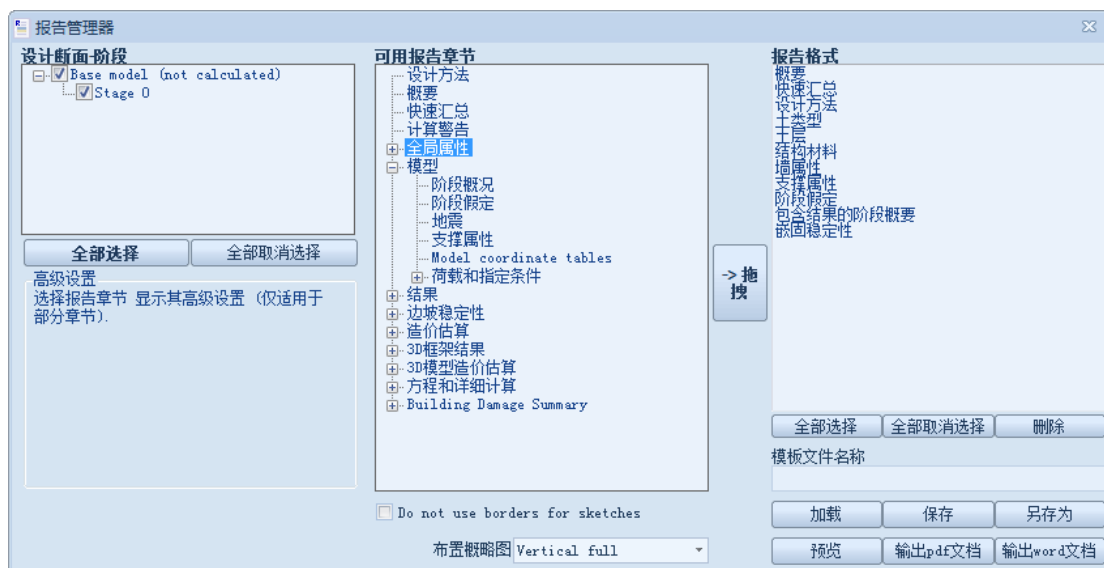 报告管理器
设计断面-阶段
Base model (not calculated)
Stage 0
全部选择
全部取消选择
高级设置
选择报告章节 显示其高级设置 (仅适用于
部分章节).
可用报告章节
设计方法
概要
快速汇总
计算警告
全局属性
模型
阶段概况
阶段假定
地震
支撑属性
Model coordinate tables
荷载和指定条件
结果
边坡稳定性
造价估算
3D框架结果
3D模型造价估算
方程和详细计算
Building Damage Summary
Do not use borders for sketches
布置概略图
Vertical full
-> 拖
拽
报告格式
概要
快速汇总
设计方法
土类型
土层
结构材料
墙属性
支撑属性
阶段假定
包含结果的阶段概要
嵌固稳定性
全部选择
全部取消选择
删除
模板文件名称
加载
保存
另存为
预览
输出pdf文档
输出word文档